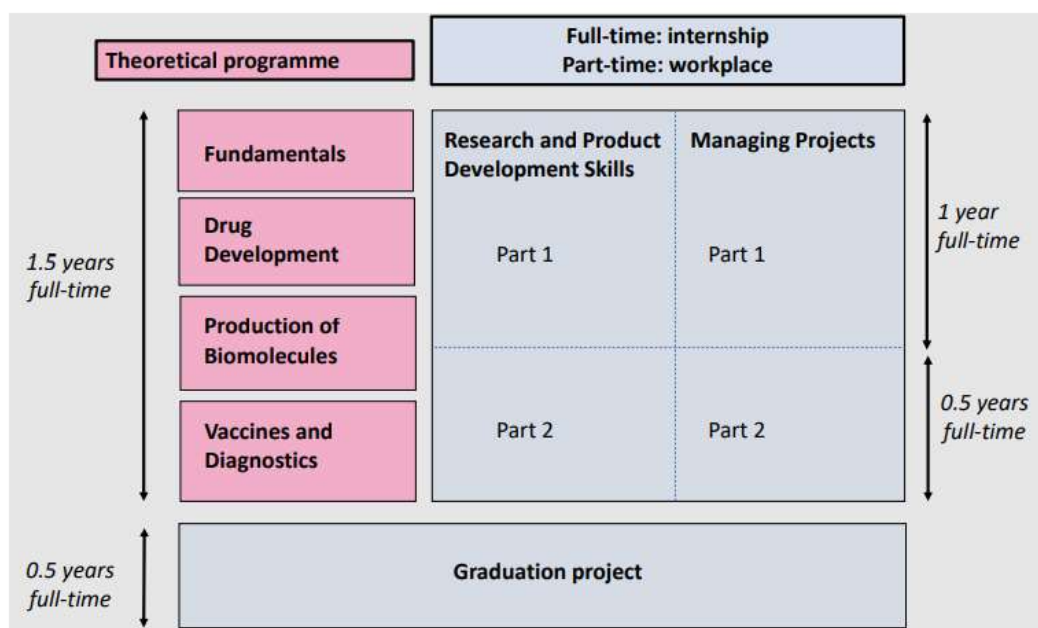 Theoretical programme
Full-time: internship
Part-time: workplace
1.5 years
full-time
Fundamentals
Drug
Development
Production of
Biomolecules
Vaccines and
Diagnostics
Research and Product
Development Skills
Managing Projects
Part 1
Part 1
Part 2
Part 2
1 year
full-time
0.5 years
full-time
0.5 years
full-time
Graduation project